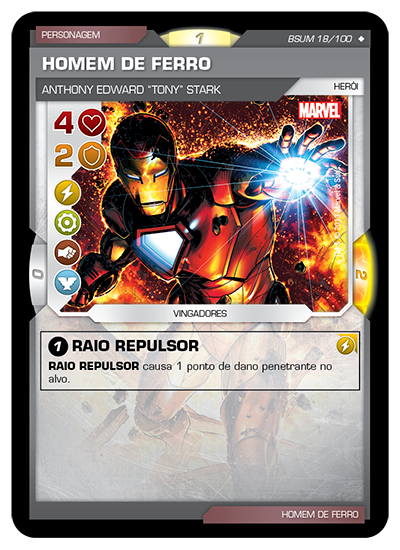 PERSONAGEM
1
BSUM 18/100
HOMEM DE FERRO
ANTHONY EDWARD "TONY" STARK
HERÓI
4
MARVEL
2
0
2
VINGADORES
1 RAIO REPULSOR
RAIO REPULSOR causa 1 ponto de dano penetrante no
alvo.
HOMEM DE FERRO